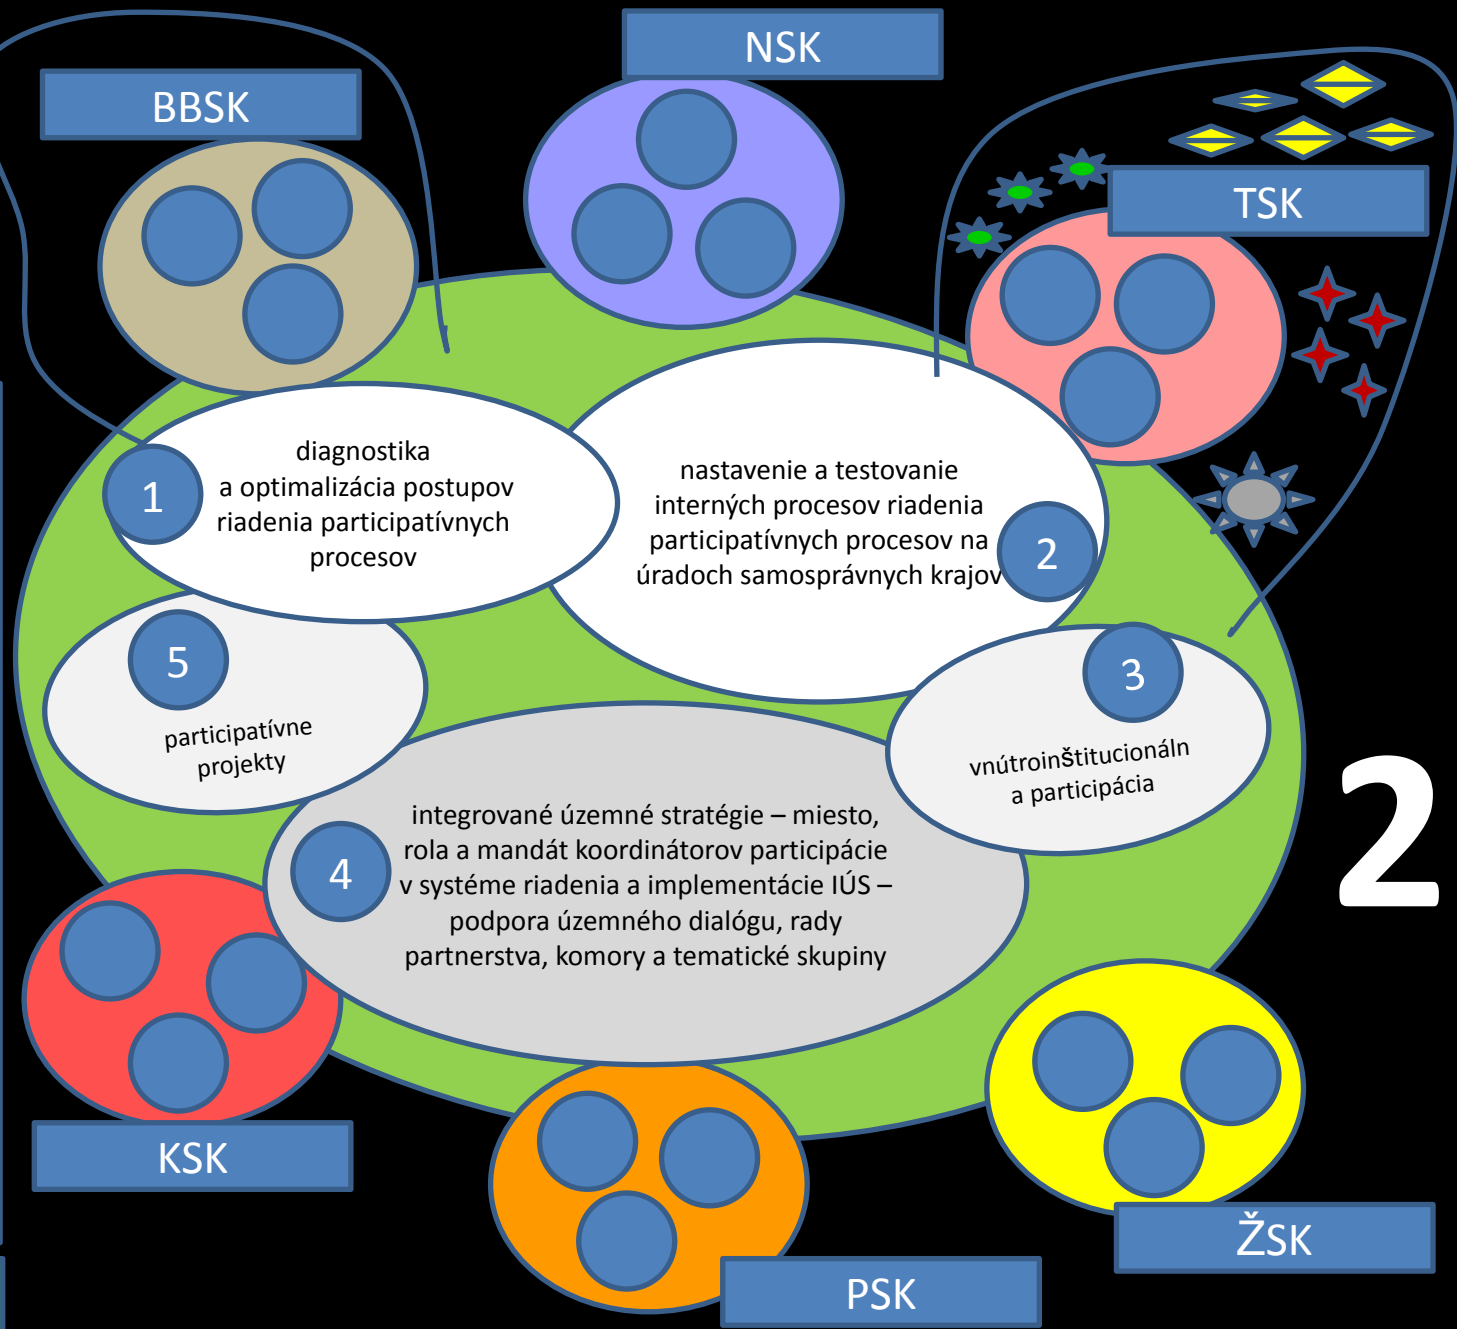 NSK
BBSK
TSK
1
diagnostika
a optimalizácia postupov
riadenia participatívnych
procesov
nastavenie a testovanie
interných procesov riadenia
participatívnych procesov na
úradoch samosprávnych krajov
2
5
participatívne
projekty
3
vnútroinštitucionáln
a participácia
2
4
integrované územné stratégie – miesto,
rola a mandát koordinátorov participácie
v systéme riadenia a implementácie IÚS –
podpora územného dialógu, rady
partnerstva, komory a tematické skupiny
KSK
ŽSK
PSK